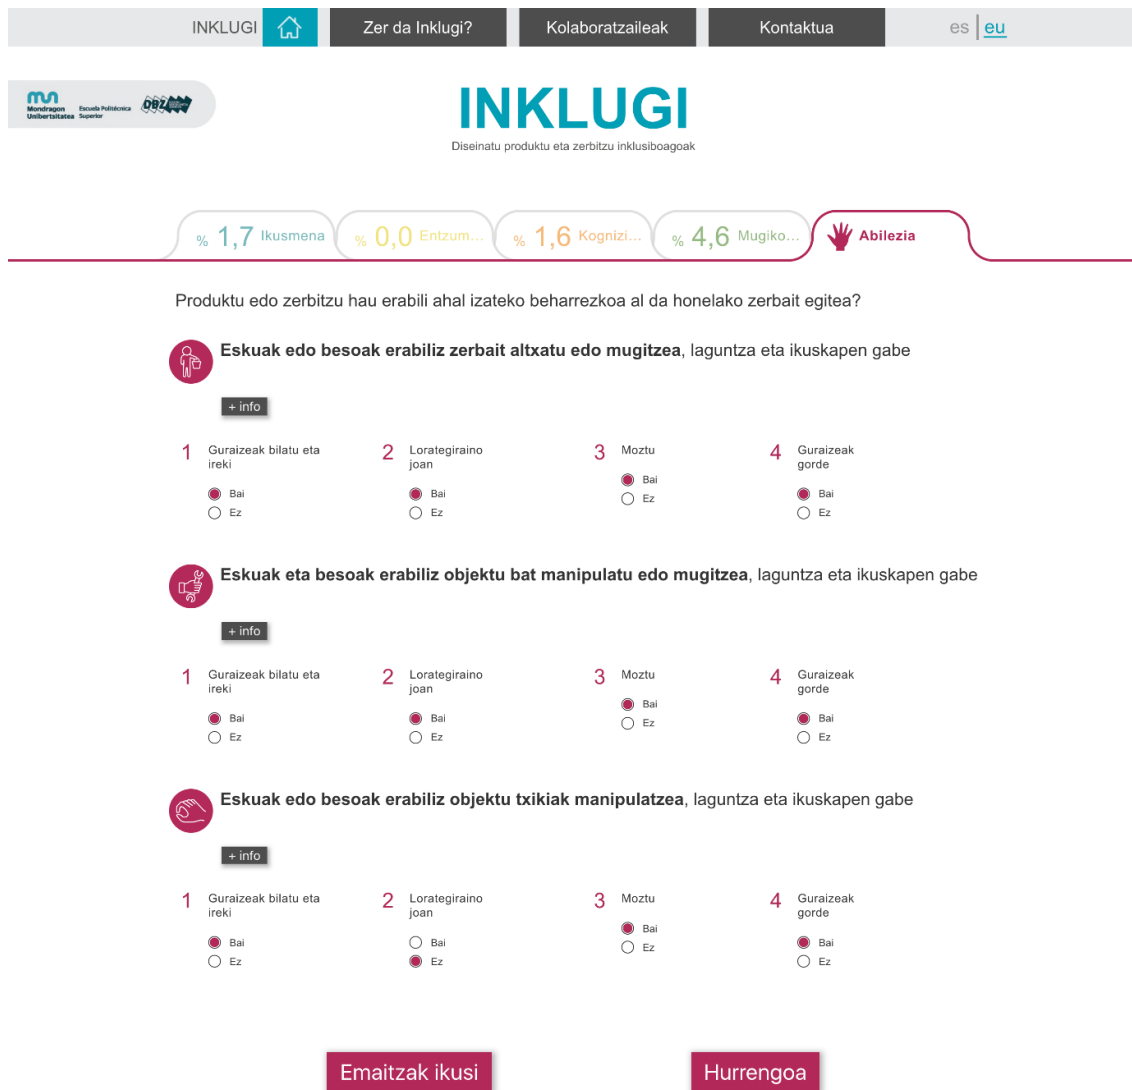 INKLUGI Zer da Inklugi? Kolaboratzaileak Kontaktua es eu
Mondragon Unibertsitatea
Escuela Politécnica Superior
DBZ
INKLUGI
Diseinatu produktu eta zerbitzu inklusiboagoak
% 1,7 Ikusmena % 0,0 Entzum... % 1,6 Kognizi... % 4,6 Mugiko... Abilezia
Produktu edo zerbitzu hau erabili ahal izateko beharrezkoa al da honelako zerbait egitea?
Eskuak edo besoak erabiliz zerbait altxatu edo mugitzea, laguntza eta ikuskapen gabe
+ info
1 Guraizeak bilatu eta
ireki
Bai
Ez
2 Lorategiraino
joan
Bai
Ez
3 Moztu
Bai
Ez
4 Guraizeak
gorde
Bai
Ez
Eskuak eta besoak erabiliz objektu bat manipulatu edo mugitzea, laguntza eta ikuskapen gabe
+ info
1 Guraizeak bilatu eta
ireki
Bai
Ez
2 Lorategiraino
joan
Bai
Ez
3 Moztu
Bai
Ez
4 Guraizeak
gorde
Bai
Ez
Eskuak edo besoak erabiliz objektu txikiak manipulatzea, laguntza eta ikuskapen gabe
+ info
1 Guraizeak bilatu eta
ireki
Bai
Ez
2 Lorategiraino
joan
Bai
Ez
3 Moztu
Bai
Ez
4 Guraizeak
gorde
Bai
Ez
Emaitzak ikusi Hurrengoa